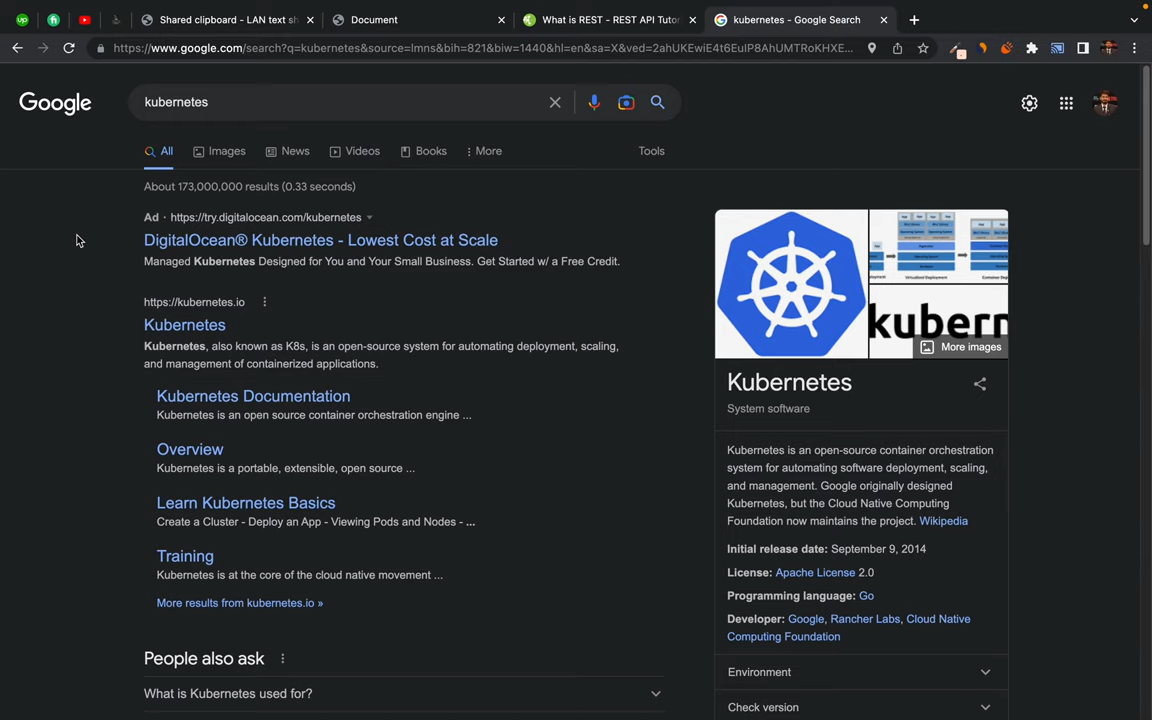 Shared clipboard - LAN text sh
Document
What is REST - REST API Tutor
kubernetes - Google Search
https://www.google.com/search?q=kubernetes&source=lmns&bih=821&biw=1440&hl=en&sa=X&ved=2ahUKEwiE4t6EuIP8AhUMTRoKHXE...
Google
kubernetes
All
Images
News
Videos
Books
More
Tools
About 173,000,000 results (0.33 seconds)
Ad · https://try.digitalocean.com/kubernetes
DigitalOcean® Kubernetes - Lowest Cost at Scale
Managed Kubernetes Designed for You and Your Small Business. Get Started w/ a Free Credit.
https://kubernetes.io
Kubernetes
Kubernetes, also known as K8s, is an open-source system for automating deployment, scaling,
and management of containerized applications.
Kubernetes Documentation
Kubernetes is an open source container orchestration engine ...
Overview
Kubernetes is a portable, extensible, open source ...
Learn Kubernetes Basics
Create a Cluster - Deploy an App - Viewing Pods and Nodes - ...
Training
Kubernetes is at the core of the cloud native movement ...
More results from kubernetes.io »
People also ask
What is Kubernetes used for?
kubern
More images
Kubernetes
System software
Kubernetes is an open-source container orchestration
system for automating software deployment, scaling,
and management. Google originally designed
Kubernetes, but the Cloud Native Computing
Foundation now maintains the project. Wikipedia
Initial release date: September 9, 2014
License: Apache License 2.0
Programming language: Go
Developer: Google, Rancher Labs, Cloud Native
Computing Foundation
Environment
Check version